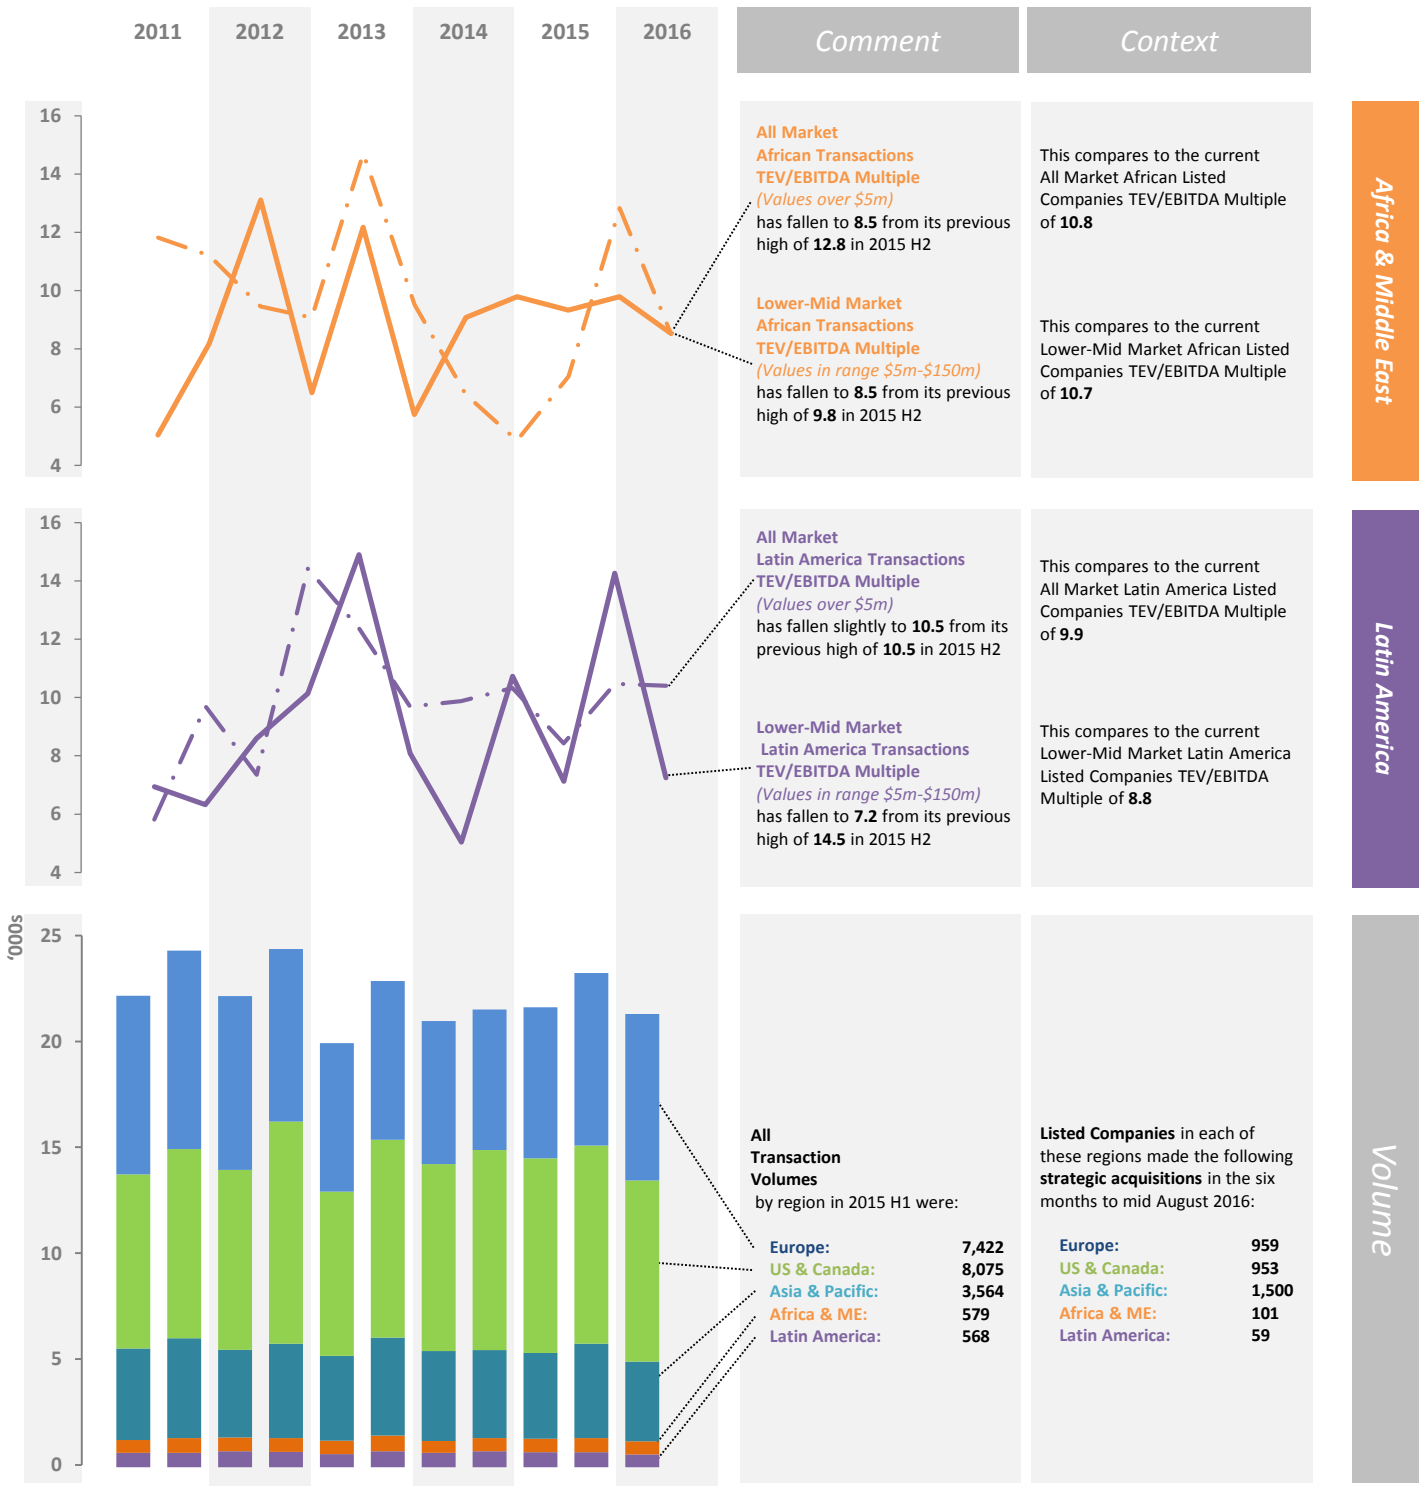 2011
2012
2013
2014
2015
2016
Comment
Context
16
14
12
10
8
6
4
All Market
African Transactions
TEV/EBITDA Multiple
(Values over $5m)
has fallen to 8.5 from its previous
high of 12.8 in 2015 H2
Lower-Mid Market
African Transactions
TEV/EBITDA Multiple
(Values in range $5m-$150m)
has fallen to 8.5 from its previous
high of 9.8 in 2015 H2
This compares to the current
All Market African Listed
Companies TEV/EBITDA Multiple
of 10.8
This compares to the current
Lower-Mid Market African Listed
Companies TEV/EBITDA Multiple
of 10.7
Africa & Middle East
16
14
12
10
8
6
4
All Market
Latin America Transactions
TEV/EBITDA Multiple
(Values over $5m)
has fallen slightly to 10.5 from its
previous high of 10.5 in 2015 H2
Lower-Mid Market
Latin America Transactions
TEV/EBITDA Multiple
(Values in range $5m-$150m)
has fallen to 7.2 from its previous
high of 14.5 in 2015 H2
This compares to the current
All Market Latin America Listed
Companies TEV/EBITDA Multiple
of 9.9
This compares to the current
Lower-Mid Market Latin America
Listed Companies TEV/EBITDA
Multiple of 8.8
Latin America
'000s
25
20
15
10
5
0
All
Transaction
Volumes
by region in 2015 H1 were:
Europe: 7,422
US & Canada: 8,075
Asia & Pacific: 3,564
Africa & ME: 579
Latin America: 568
Listed Companies in each of
these regions made the following
strategic acquisitions in the six
months to mid August 2016:
Europe: 959
US & Canada: 953
Asia & Pacific: 1,500
Africa & ME: 101
Latin America: 59
Volume